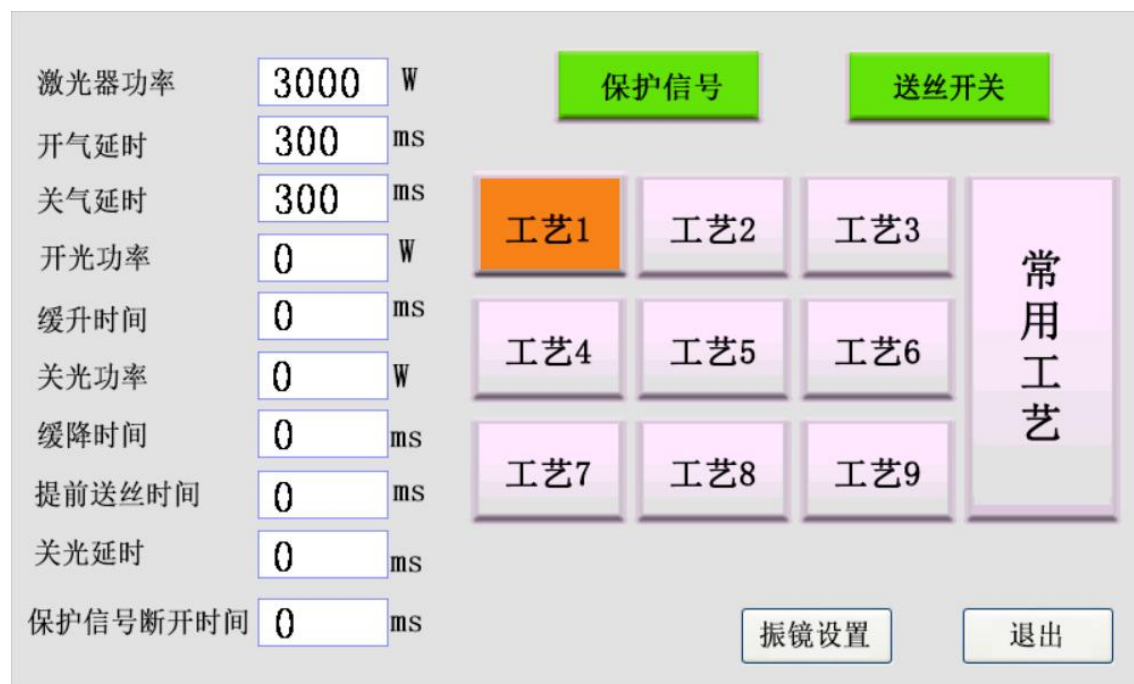 激光器功率 3000 W
开气延时 300 ms
关气延时 300 ms
开光功率 0 W
缓升时间 0 ms
关光功率 0 W
缓降时间 0 ms
提前送丝时间 0 ms
关光延时 0 ms
保护信号断开时间 0 ms
保护信号 送丝开关
工艺1 工艺2 工艺3
工艺4 工艺5 工艺6
工艺7 工艺8 工艺9
常用工艺
振镜设置 退出